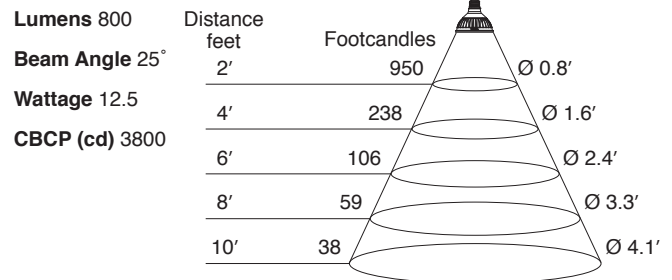 Lumens 800
Beam Angle 25˚
Wattage 12.5
CBCP (cd) 3800
Distance
feet
Footcandles
2′ 950 Ø 0.8′
4′ 238 Ø 1.6′
6′ 106 Ø 2.4′
8′ 59 Ø 3.3′
10′ 38 Ø 4.1′